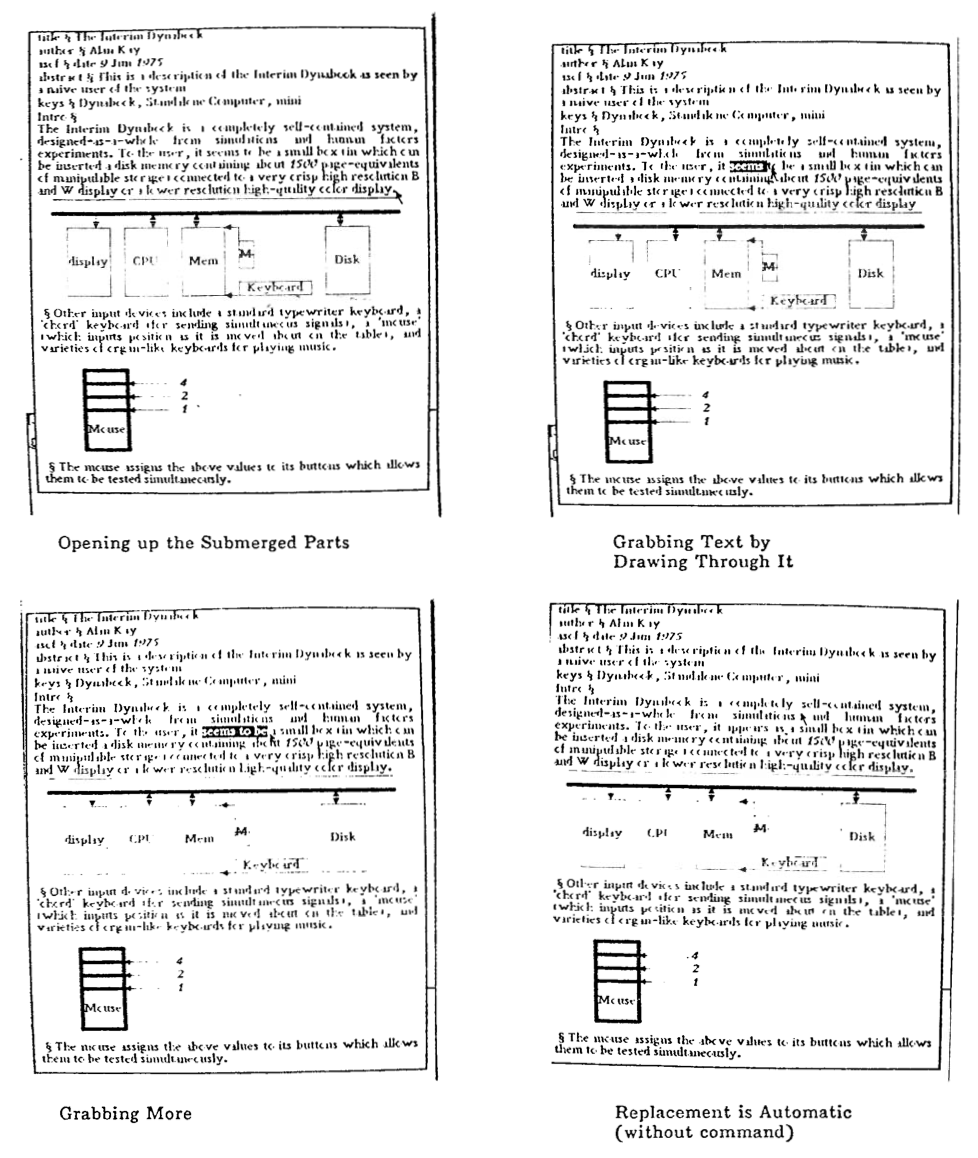 title § The Interim Dynabook
author § Alan Kay
§ date 9 Jun 1975
abstract § This is a description of the Interim Dynabook as seen by
a naive user of the system
keys § Dynabook, Standalone Computer, mini
Intro §
The Interim Dynabook is a completely self-contained system,
designed-as-a-whole from simulations and human factors
experiments. To the user, it seems to be a small box (in which can
be inserted a disk memory containing about 1500 page-equivalents
of manipulable storage) connected to a very crisp high resolution B
and W display or a lower resolution high-quality color display.
display CPU Mem M Disk
Keyboard
§ Other input devices include a standard typewriter keyboard, a
'chord' keyboard (for sending simultaneous signals), a 'mouse'
(which inputs position as it is moved about on the table), and
varieties of organ-like keyboards for playing music.
4
2
1
Mouse
§ The mouse assigns the above values to its buttons which allows
them to be tested simultaneously.
Opening up the Submerged Parts
title § The Interim Dynabook
author § Alan Kay
§ date 9 Jun 1975
abstract § This is a description of the Interim Dynabook as seen by
a naive user of the system
keys § Dynabook, Standalone Computer, mini
Intro §
The Interim Dynabook is a completely self-contained system,
designed-as-a-whole from simulations and human factors
experiments. To the user, it seems to be a small box (in which can
be inserted a disk memory containing about 1500 page-equivalents
of manipulable storage) connected to a very crisp high resolution B
and W display or a lower resolution high-quality color display
display CPU Mem M Disk
Keyboard
§ Other input devices include a standard typewriter keyboard, a
'chord' keyboard (for sending simultaneous signals), a 'mouse'
(which inputs position as it is moved about on the table), and
varieties of organ-like keyboards for playing music.
4
2
1
Mouse
§ The mouse assigns the above values to its buttons which allows
them to be tested simultaneously.
Grabbing Text by
Drawing Through It
title § The Interim Dynabook
author § Alan Kay
§ date 9 Jun 1975
abstract § This is a description of the Interim Dynabook as seen by
a naive user of the system
keys § Dynabook, Standalone Computer, mini
Intro §
The Interim Dynabook is a completely self-contained system,
designed-as-a-whole from simulations and human factors
experiments. To the user, it seems to be a small box (in which can
be inserted a disk memory containing about 1500 page-equivalents
of manipulable storage) connected to a very crisp high resolution B
and W display or a lower resolution high-quality color display.
display CPU Mem M Disk
Keyboard
§ Other input devices include a standard typewriter keyboard, a
'chord' keyboard (for sending simultaneous signals), a 'mouse'
(which inputs position as it is moved about on the table), and
varieties of organ-like keyboards for playing music.
4
2
1
Mouse
§ The mouse assigns the above values to its buttons which allows
them to be tested simultaneously.
Grabbing More
title § The Interim Dynabook
author § Alan Kay
§ date 9 Jun 1975
abstract § This is a description of the Interim Dynabook as seen by
a naive user of the system
keys § Dynabook, Standalone Computer, mini
Intro §
The Interim Dynabook is a completely self-contained system,
designed-as-a-whole from simulations and human factors
experiments. To the user, it appears is a small box (in which can
be inserted a disk memory containing about 1500 page-equivalents
of manipulable storage) connected to a very crisp high resolution B
and W display or a lower resolution high-quality color display.
display CPU Mem M Disk
Keyboard
§ Other input devices include a standard typewriter keyboard, a
'chord' keyboard (for sending simultaneous signals), a 'mouse'
(which inputs position as it is moved about on the table), and
varieties of organ-like keyboards for playing music.
4
2
1
Mouse
§ The mouse assigns the above values to its buttons which allows
them to be tested simultaneously.
Replacement is Automatic
(without command)